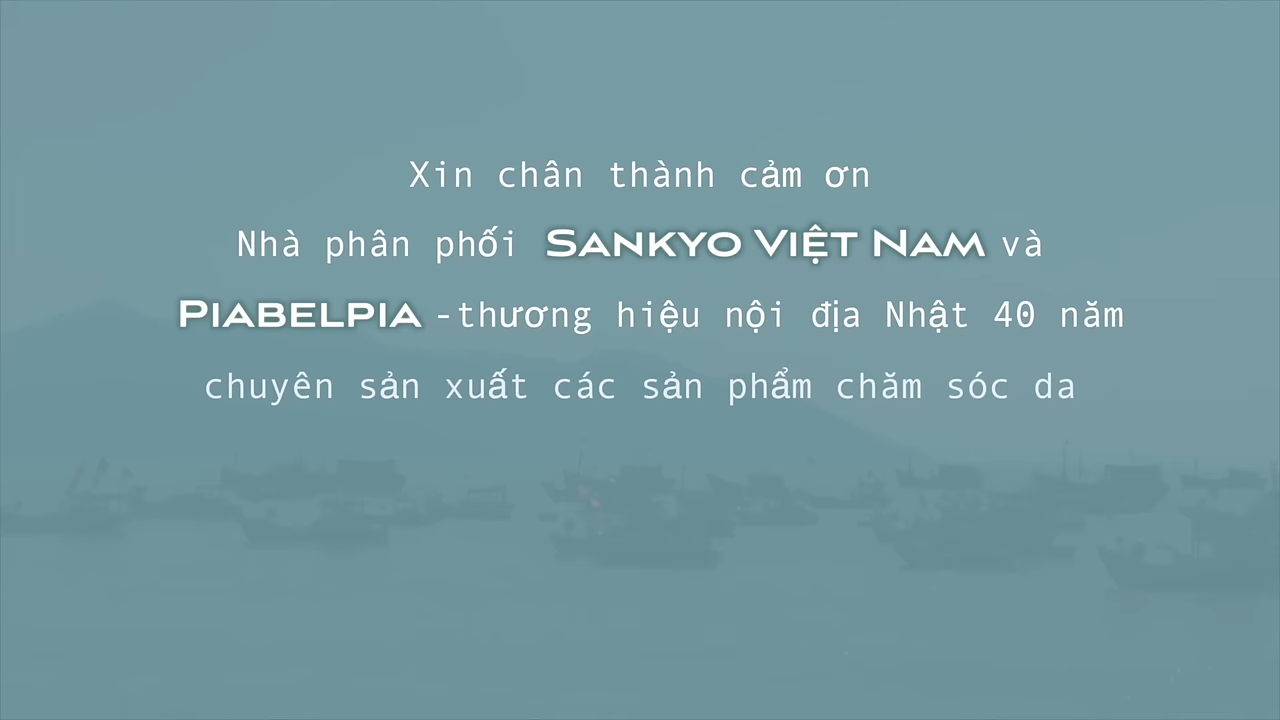 Xin chân thành cảm ơn
Nhà phân phối SANKYO VIỆT NAM và
PIABELPIA -thương hiệu nội địa Nhật 40 năm
chuyên sản xuất các sản phẩm chăm sóc da